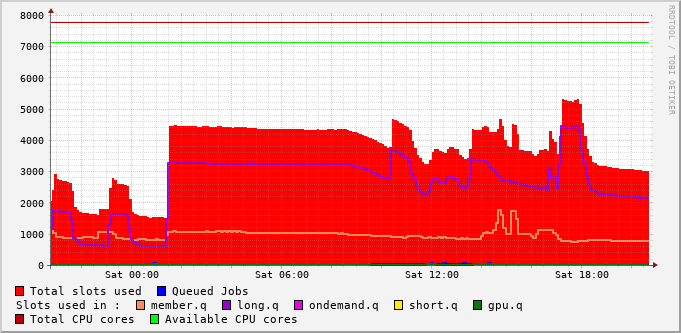 8000
7000
6000
5000
4000
3000
2000
1000
0
Sat 00:00 Sat 06:00 Sat 12:00 Sat 18:00
RRDTOOL / TOBI OETIKER
Total slots used Queued Jobs
Slots used in : member.q long.q ondemand.q short.q gpu.q
Total CPU cores Available CPU cores